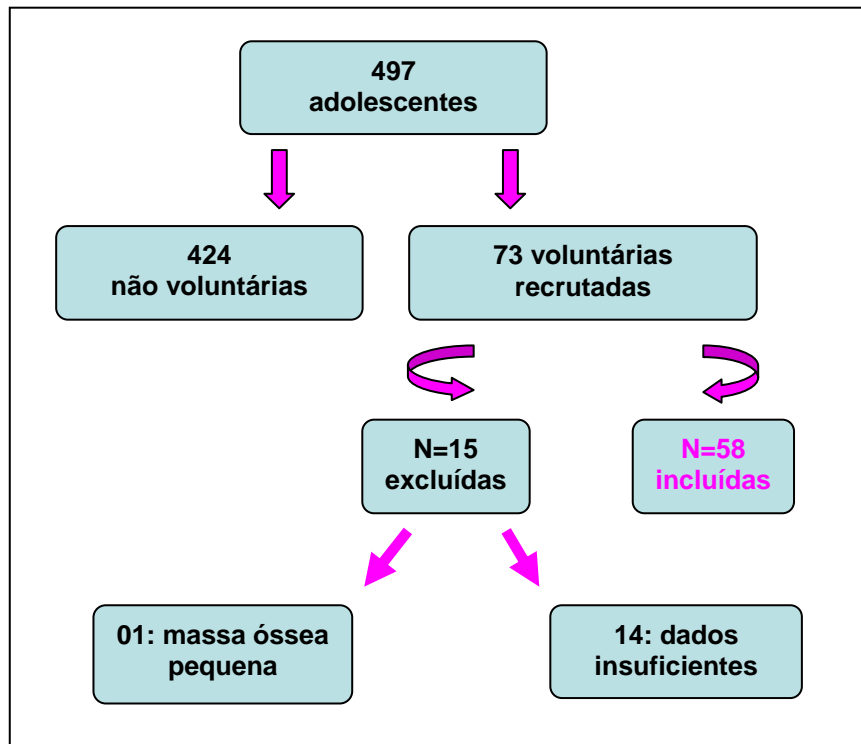 497
adolescentes
424
não voluntárias
73 voluntárias
recrutadas
N=15
excluídas
N=58
incluídas
01: massa óssea
pequena
14: dados
insuficientes